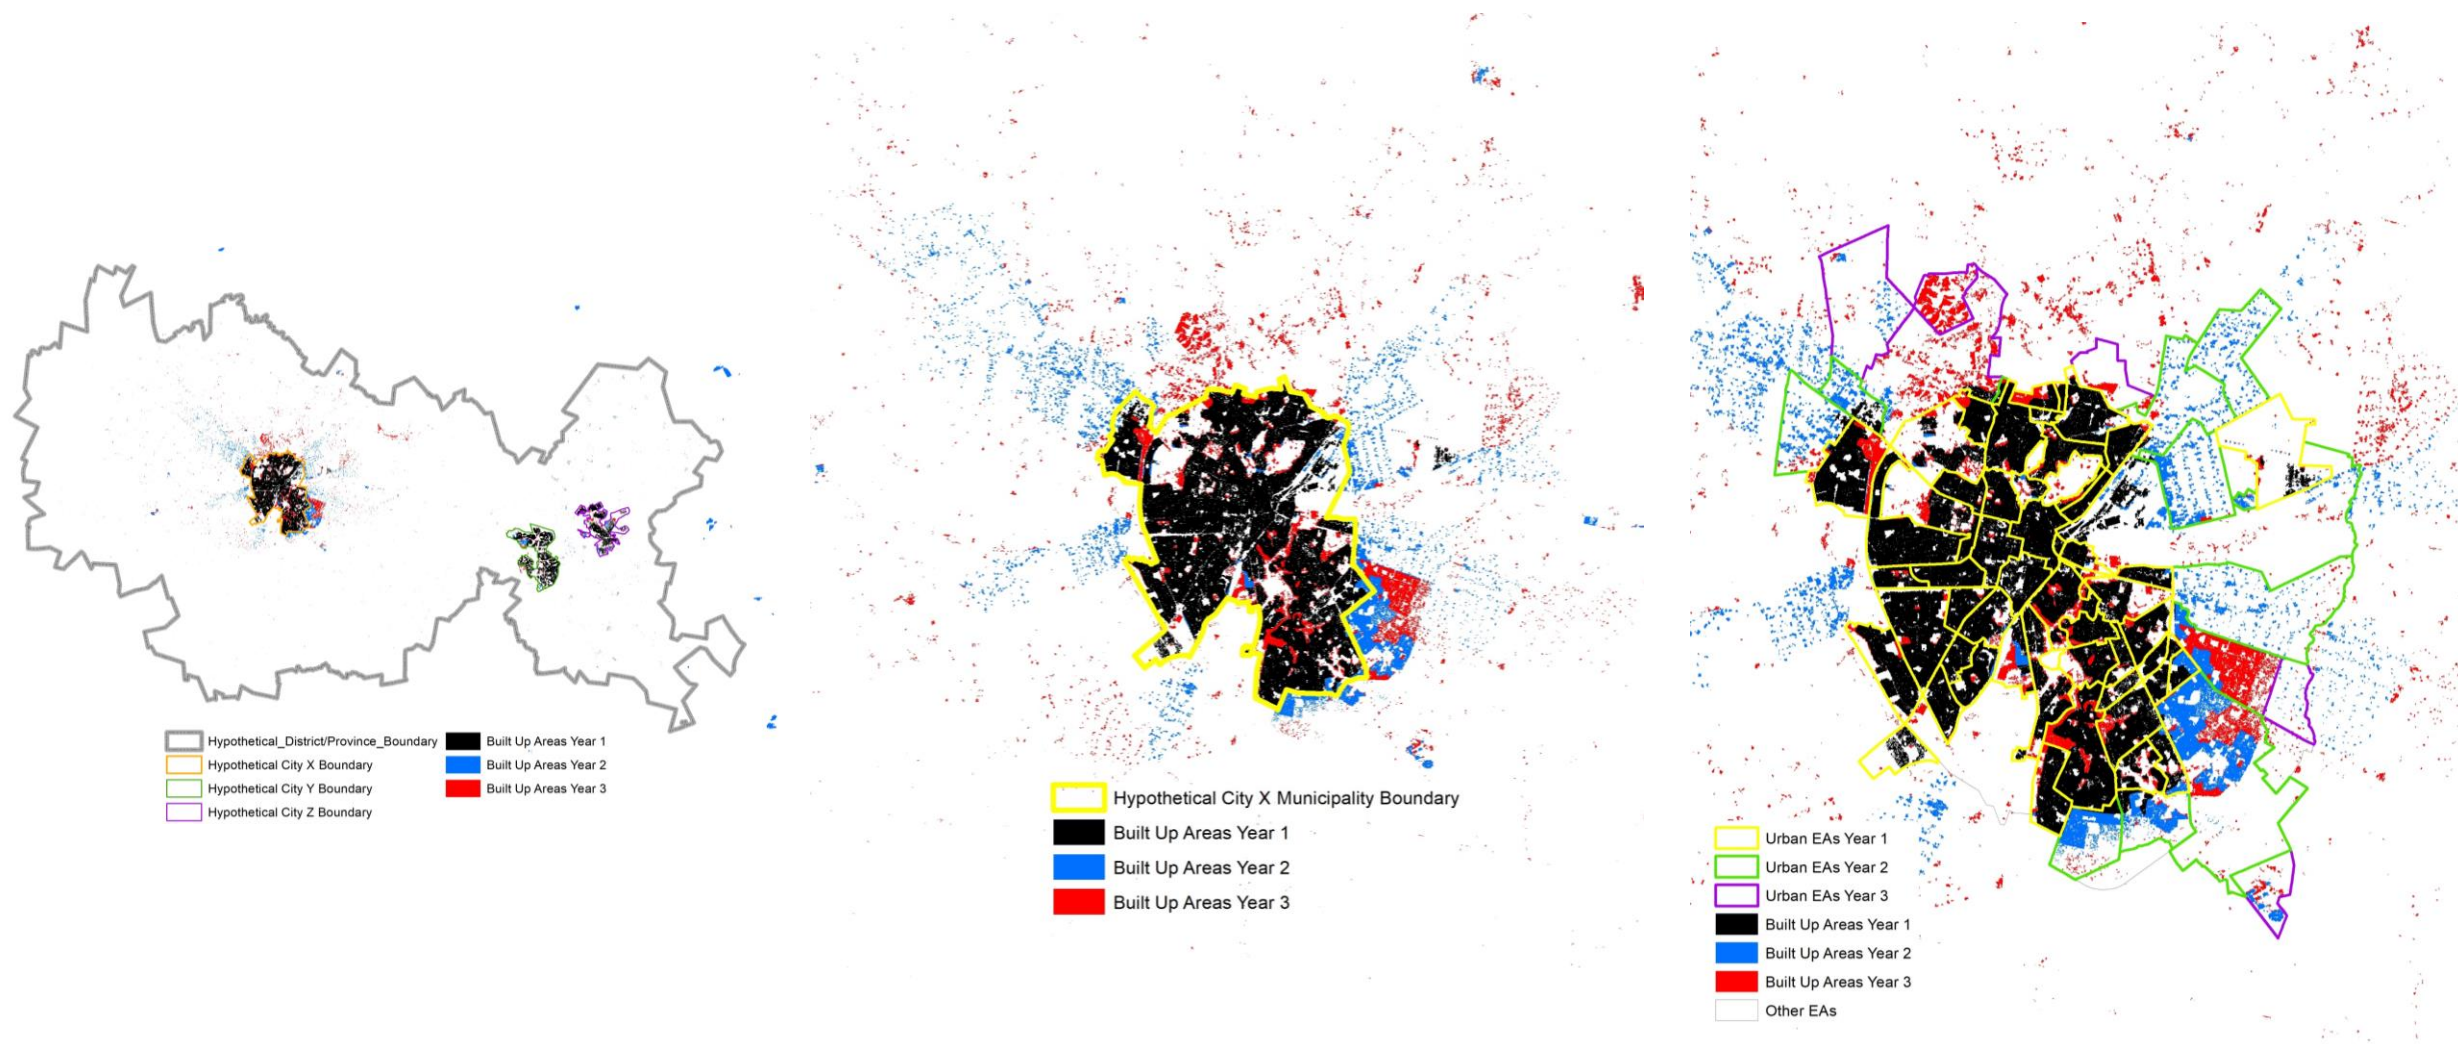 Hypothetical_District/Province_Boundary
Hypothetical City X Boundary
Hypothetical City Y Boundary
Hypothetical City Z Boundary
Built Up Areas Year 1
Built Up Areas Year 2
Built Up Areas Year 3
Hypothetical City X Municipality Boundary
Built Up Areas Year 1
Built Up Areas Year 2
Built Up Areas Year 3
Urban EAs Year 1
Urban EAs Year 2
Urban EAs Year 3
Built Up Areas Year 1
Built Up Areas Year 2
Built Up Areas Year 3
Other EAs